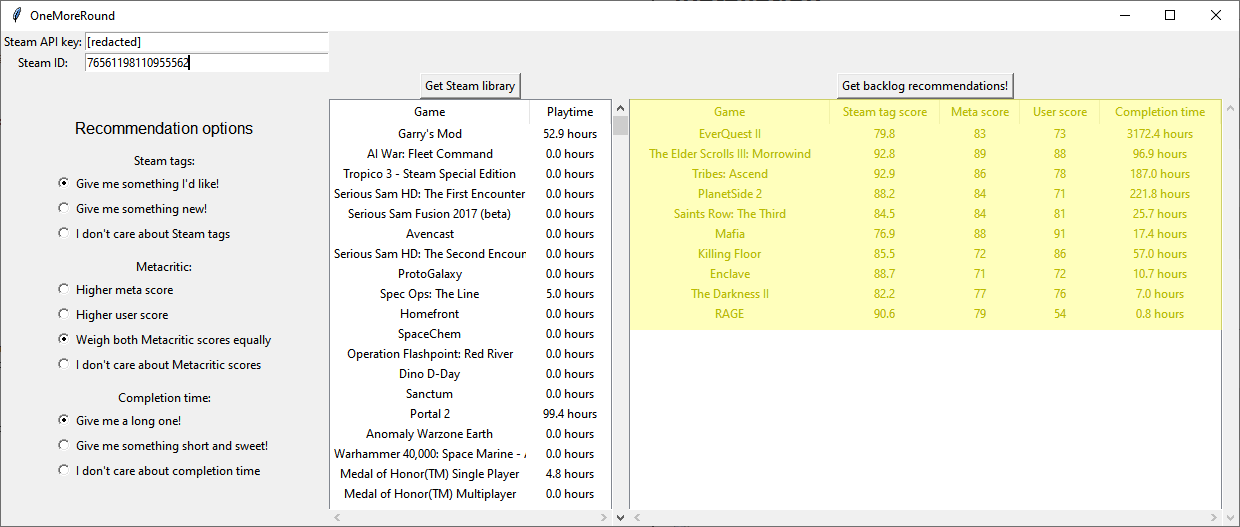 OneMoreRound
Steam API key: [redacted]
Steam ID: 76561198110955562
Get Steam library
Get backlog recommendations!
Recommendation options
Steam tags:
Give me something I'd like!
Give me something new!
I don't care about Steam tags
Metacritic:
Higher meta score
Higher user score
Weigh both Metacritic scores equally
I don't care about Metacritic scores
Completion time:
Give me a long one!
Give me something short and sweet!
I don't care about completion time
Game Playtime
Garry's Mod 52.9 hours
AI War: Fleet Command 0.0 hours
Tropico 3 - Steam Special Edition 0.0 hours
Serious Sam HD: The First Encounter 0.0 hours
Serious Sam Fusion 2017 (beta) 0.0 hours
Avencast 0.0 hours
Serious Sam HD: The Second Encoun 0.0 hours
ProtoGalaxy 0.0 hours
Spec Ops: The Line 5.0 hours
Homefront 0.0 hours
SpaceChem 0.0 hours
Operation Flashpoint: Red River 0.0 hours
Dino D-Day 0.0 hours
Sanctum 0.0 hours
Portal 2 99.4 hours
Anomaly Warzone Earth 0.0 hours
Warhammer 40,000: Space Marine - 0.0 hours
Medal of Honor(TM) Single Player 4.8 hours
Medal of Honor(TM) Multiplayer 0.0 hours
Game Steam tag score Meta score User score Completion time
EverQuest II 79.8 83 73 3172.4 hours
The Elder Scrolls III: Morrowind 92.8 89 88 96.9 hours
Tribes: Ascend 92.9 86 78 187.0 hours
PlanetSide 2 88.2 84 71 221.8 hours
Saints Row: The Third 84.5 84 81 25.7 hours
Mafia 76.9 88 91 17.4 hours
Killing Floor 85.5 72 86 57.0 hours
Enclave 88.7 71 72 10.7 hours
The Darkness II 82.2 77 76 7.0 hours
RAGE 90.6 79 54 0.8 hours